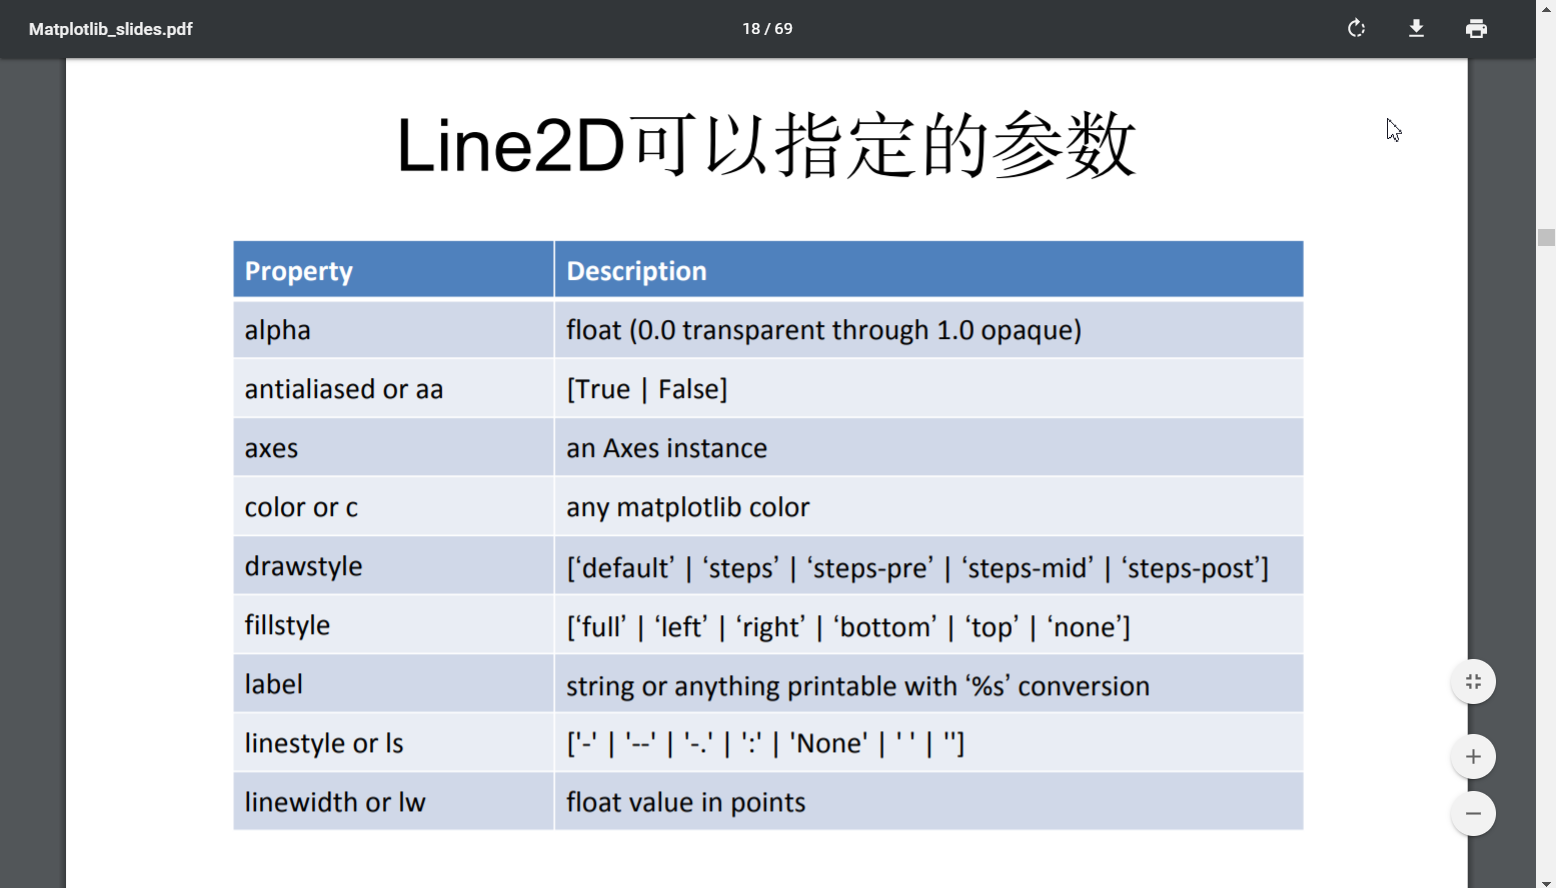 Matplotlib_slides.pdf 18 / 69
Line2D可以指定的参数
Property Description
alpha float (0.0 transparent through 1.0 opaque)
antialiased or aa [True | False]
axes an Axes instance
color or c any matplotlib color
drawstyle [‘default’ | ‘steps’ | ‘steps-pre’ | ‘steps-mid’ | ‘steps-post’]
fillstyle [‘full’ | ‘left’ | ‘right’ | ‘bottom’ | ‘top’ | ‘none’]
label string or anything printable with ‘%s’ conversion
linestyle or ls ['-' | '--' | '-.' | ':' | 'None' | ' ' | '']
linewidth or lw float value in points